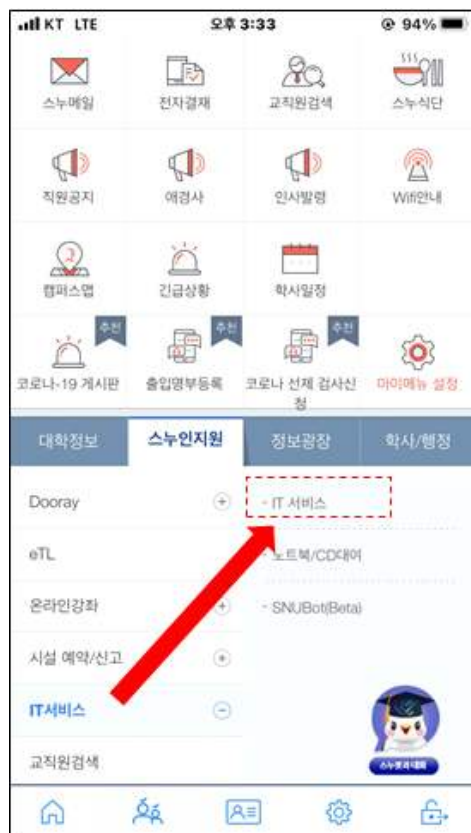 KT LTE 오후 3:33 94%
스누메일 전자결재 교직원검색 스누식단
직원공지 애경사 인사발령 Wifi안내
캠퍼스맵 긴급상황 학사일정
추천 추천 추천
코로나-19 게시판 출입명부등록 코로나 선제 검사신청 마이메뉴 설정
대학정보 스누인지원 정보광장 학사/행정
Dooray - IT 서비스
eTL - 노트북/CD대여
온라인강좌 - SNUBot(Beta)
시설 예약/신고
IT서비스
교직원검색 스누봇과 대화